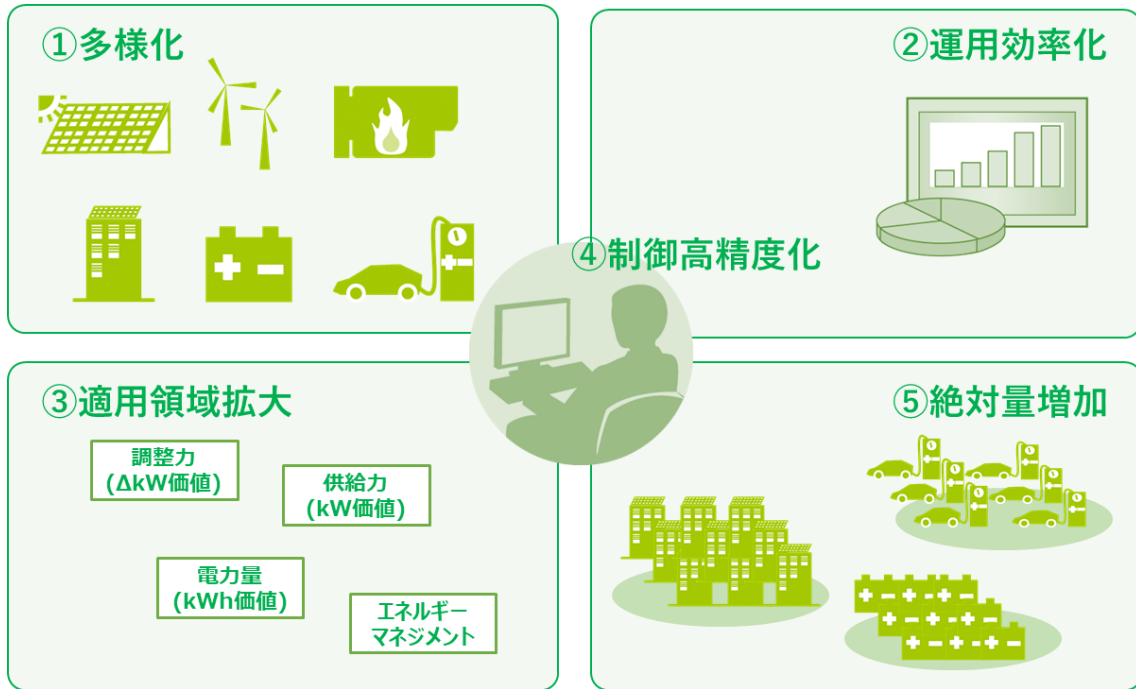 ①多様化
②運用効率化
④制御高精度化
③適用領域拡大
調整力
(ΔkW価値)
供給力
(kW価値)
電力量
(kWh価値)
エネルギー
マネジメント
⑤絶対量増加